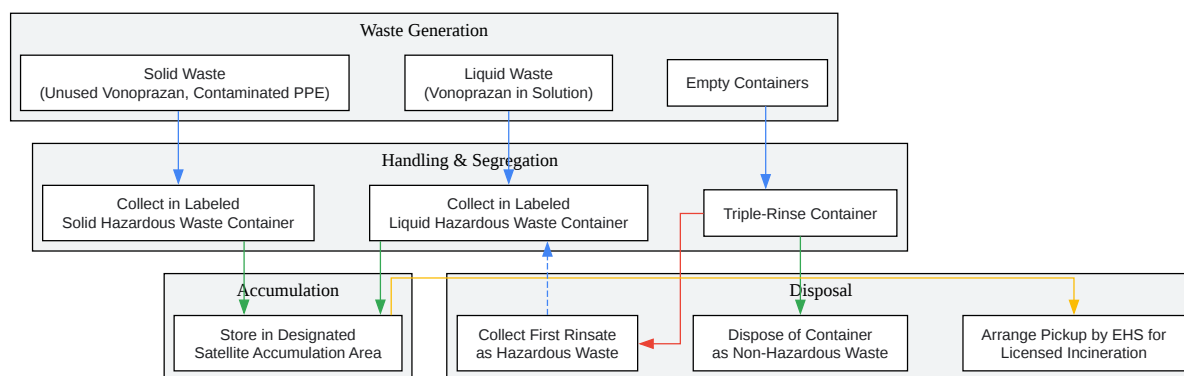 Waste Generation
Solid Waste
(Unused Vonoprazan, Contaminated PPE)
Liquid Waste
(Vonoprazan in Solution)
Empty Containers
Handling & Segregation
Collect in Labeled
Solid Hazardous Waste Container
Collect in Labeled
Liquid Hazardous Waste Container
Triple-Rinse Container
Accumulation
Store in Designated
Satellite Accumulation Area
Disposal
Collect First Rinsate
as Hazardous Waste
Dispose of Container
as Non-Hazardous Waste
Arrange Pickup by EHS for
Licensed Incineration